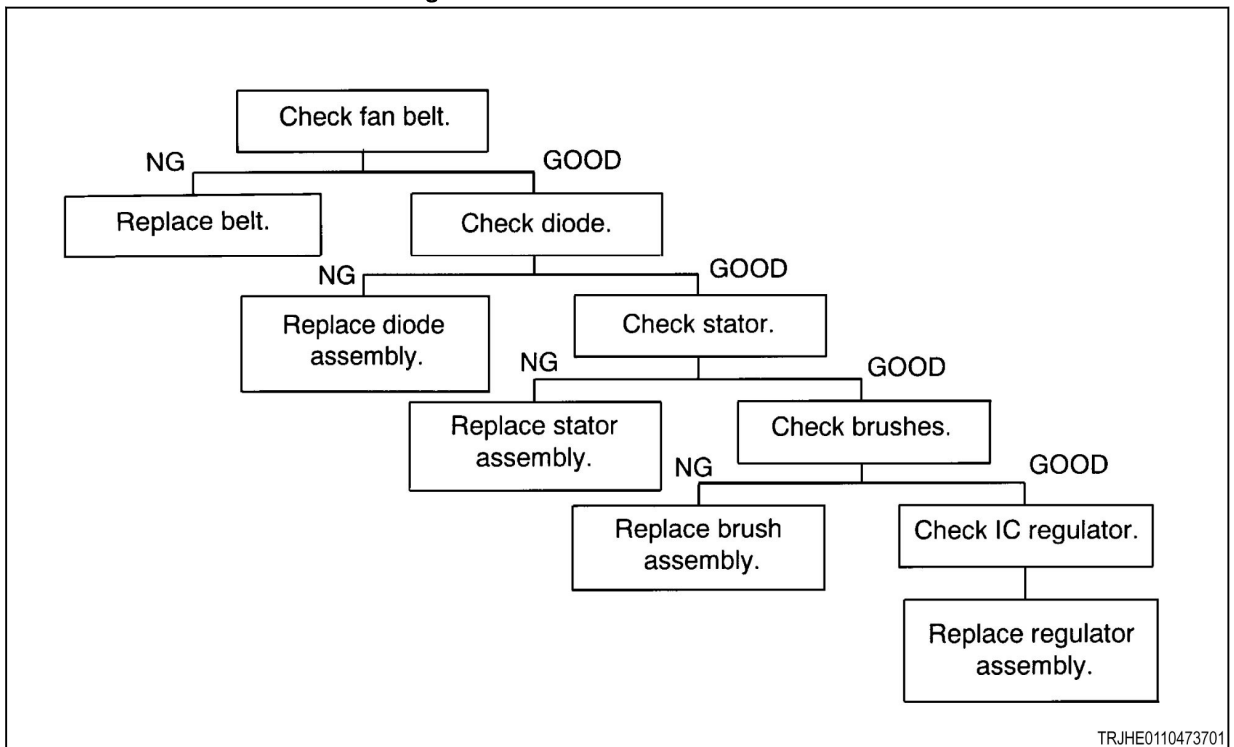 Check fan belt.
NG
GOOD
Replace belt.
Check diode.
NG
GOOD
Replace diode
assembly.
Check stator.
NG
GOOD
Replace stator
assembly.
Check brushes.
NG
GOOD
Replace brush
assembly.
Check IC regulator.
Replace regulator
assembly.
TRJHE0110473701